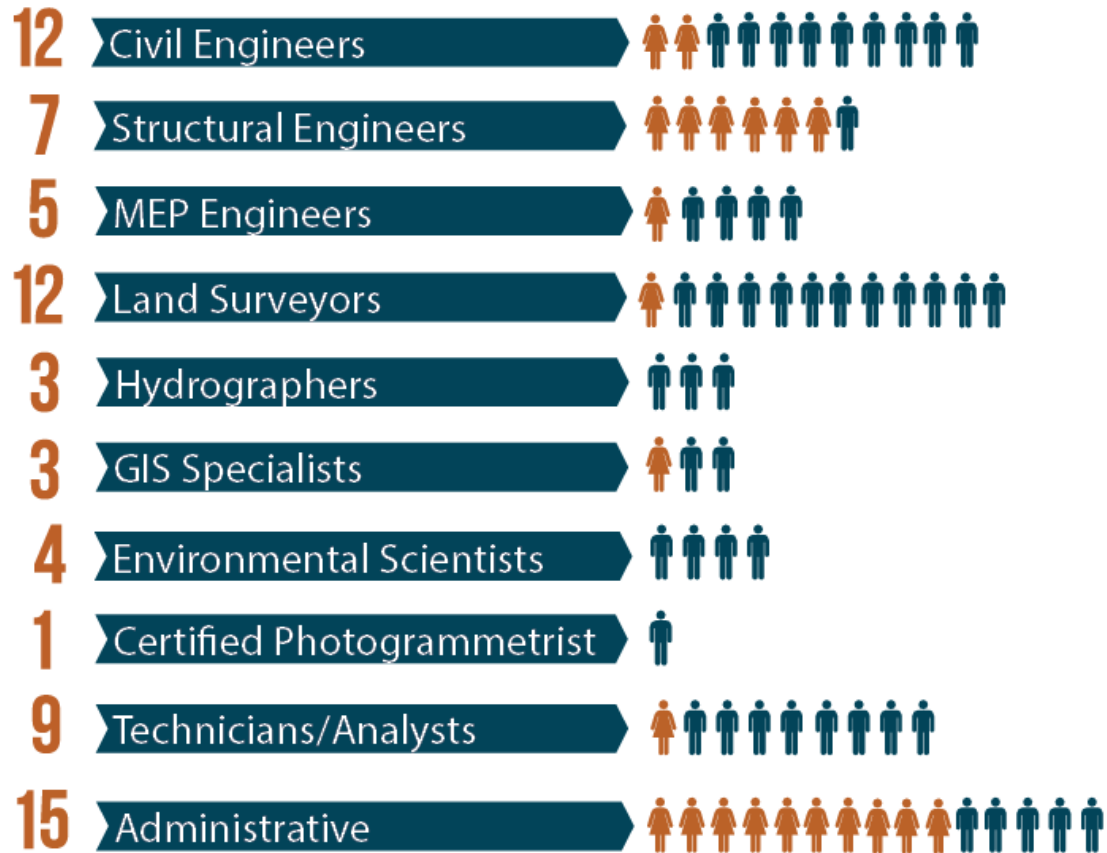 12 Civil Engineers
7 Structural Engineers
5 MEP Engineers
12 Land Surveyors
3 Hydrographers
3 GIS Specialists
4 Environmental Scientists
1 Certified Photogrammetrist
9 Technicians/Analysts
15 Administrative